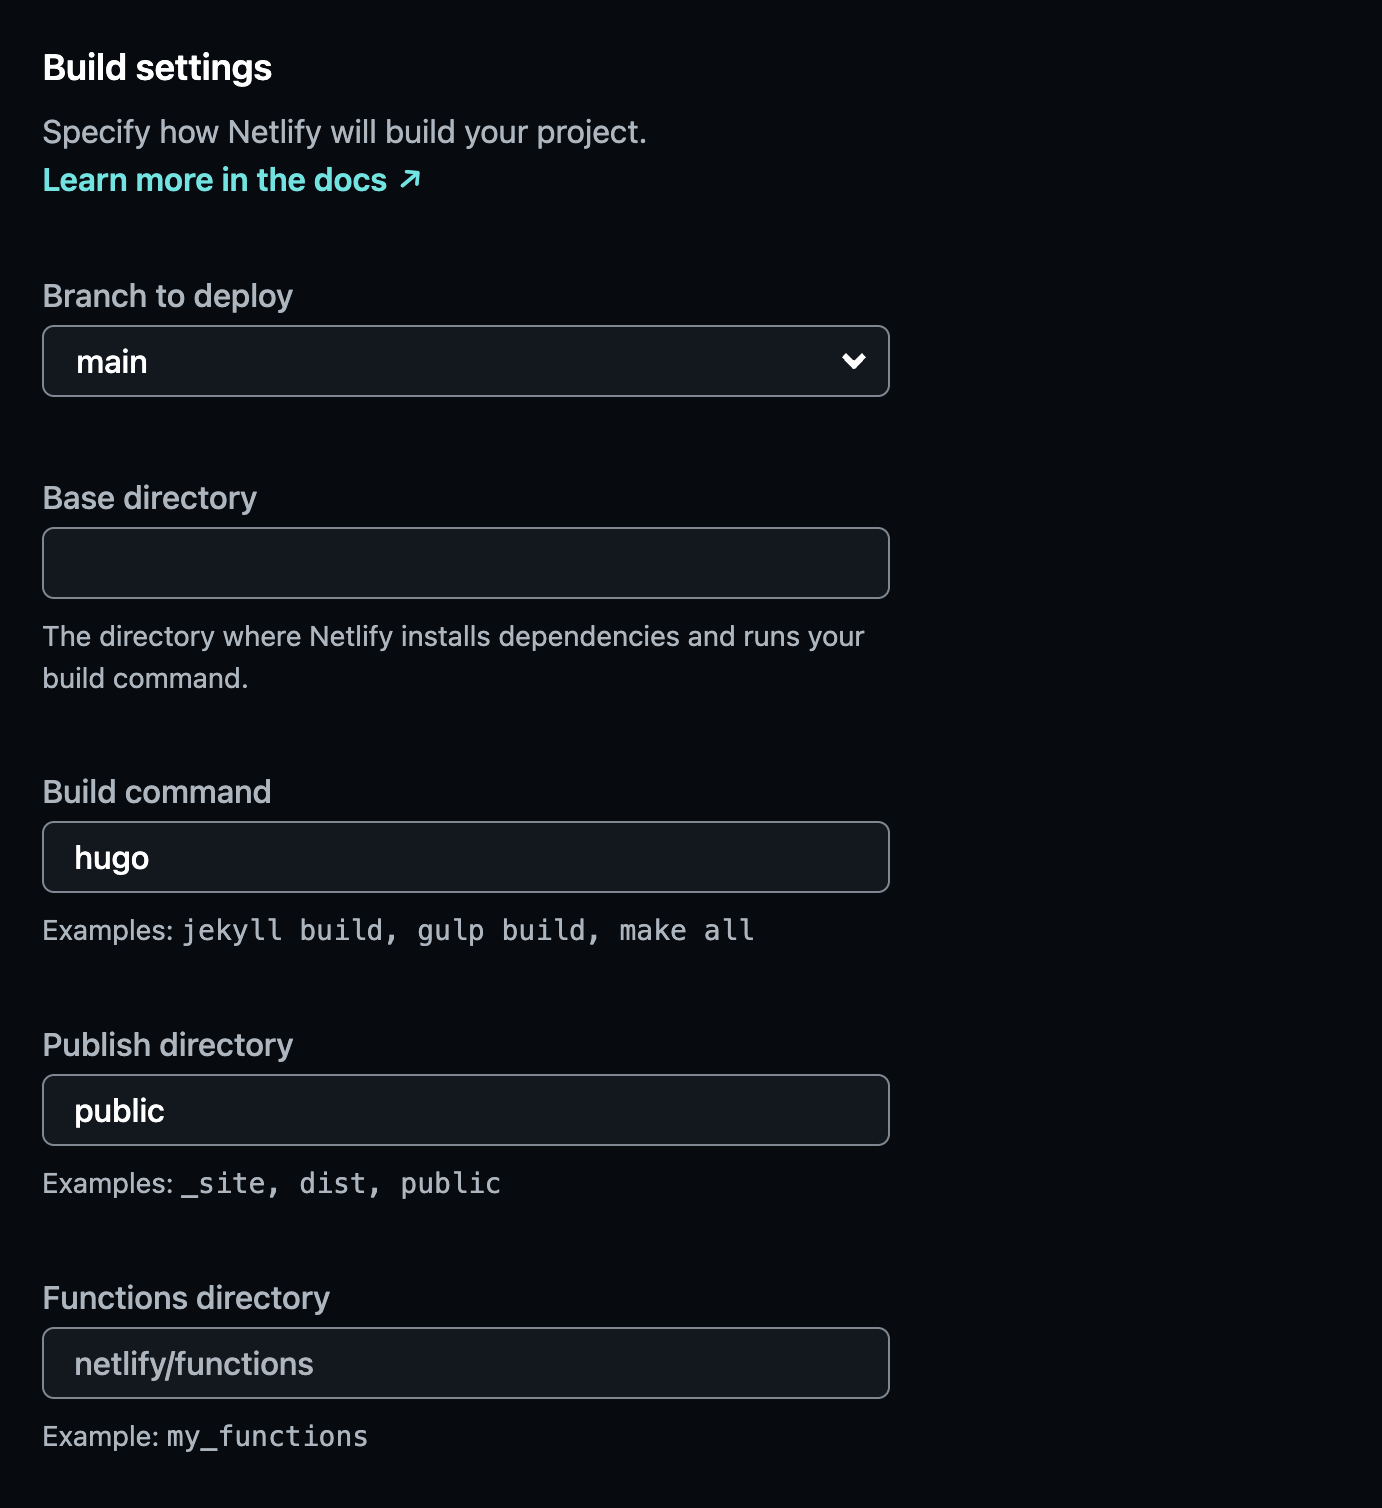 Build settings
Specify how Netlify will build your project.
Learn more in the docs ↗
Branch to deploy
main
Base directory
The directory where Netlify installs dependencies and runs your
build command.
Build command
hugo
Examples: jekyll build, gulp build, make all
Publish directory
public
Examples: _site, dist, public
Functions directory
netlify/functions
Example: my_functions